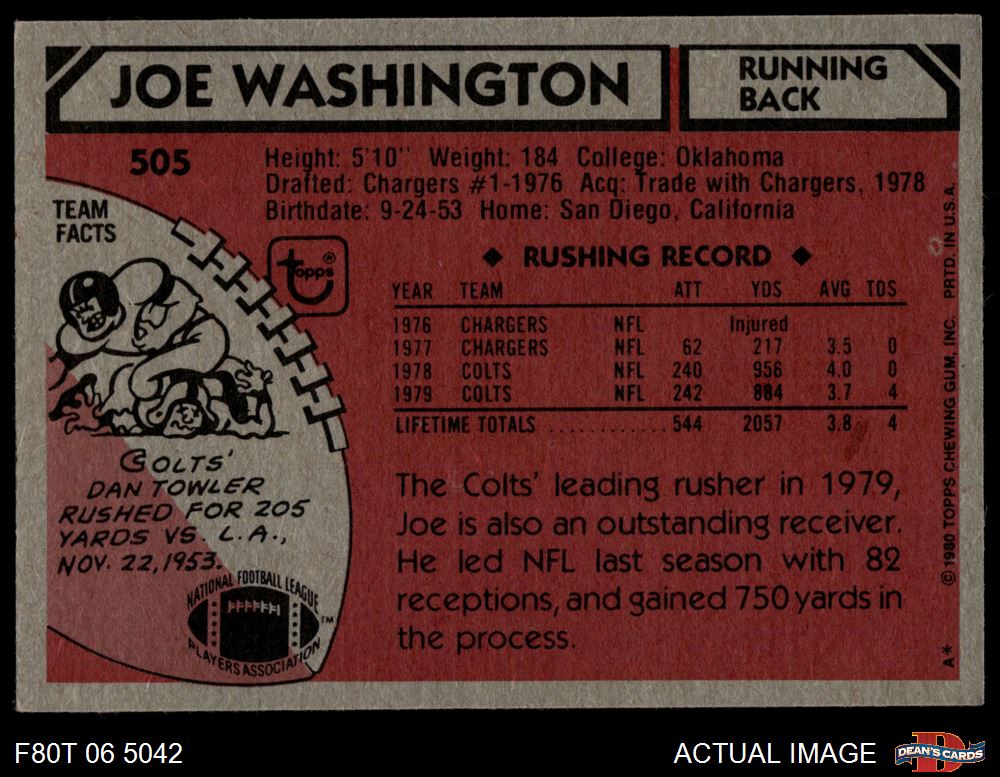 JOE WASHINGTON
RUNNING
BACK
505
Height: 5'10" Weight: 184 College: Oklahoma
Drafted: Chargers #1-1976 Acq: Trade with Chargers, 1978
Birthdate: 9-24-53 Home: San Diego, California
TEAM
FACTS
topps®
◆ RUSHING RECORD ◆
YEAR TEAM ATT YDS AVG TDS
1976 CHARGERS NFL Injured
1977 CHARGERS NFL 62 217 3.5 0
1978 COLTS NFL 240 956 4.0 0
1979 COLTS NFL 242 884 3.7 4
LIFETIME TOTALS ............ 544 2057 3.8 4
COLTS'
DAN TOWLER
RUSHED FOR 205
YARDS VS. L.A.,
NOV. 22, 1953.
NATIONAL FOOTBALL LEAGUE
PLAYERS ASSOCIATION
TM
The Colts' leading rusher in 1979,
Joe is also an outstanding receiver.
He led NFL last season with 82
receptions, and gained 750 yards in
the process.
A* © 1980 TOPPS CHEWING GUM, INC. PRTD. IN U.S.A.
F80T 06 5042
ACTUAL IMAGE
D
DEAN'S CARDS